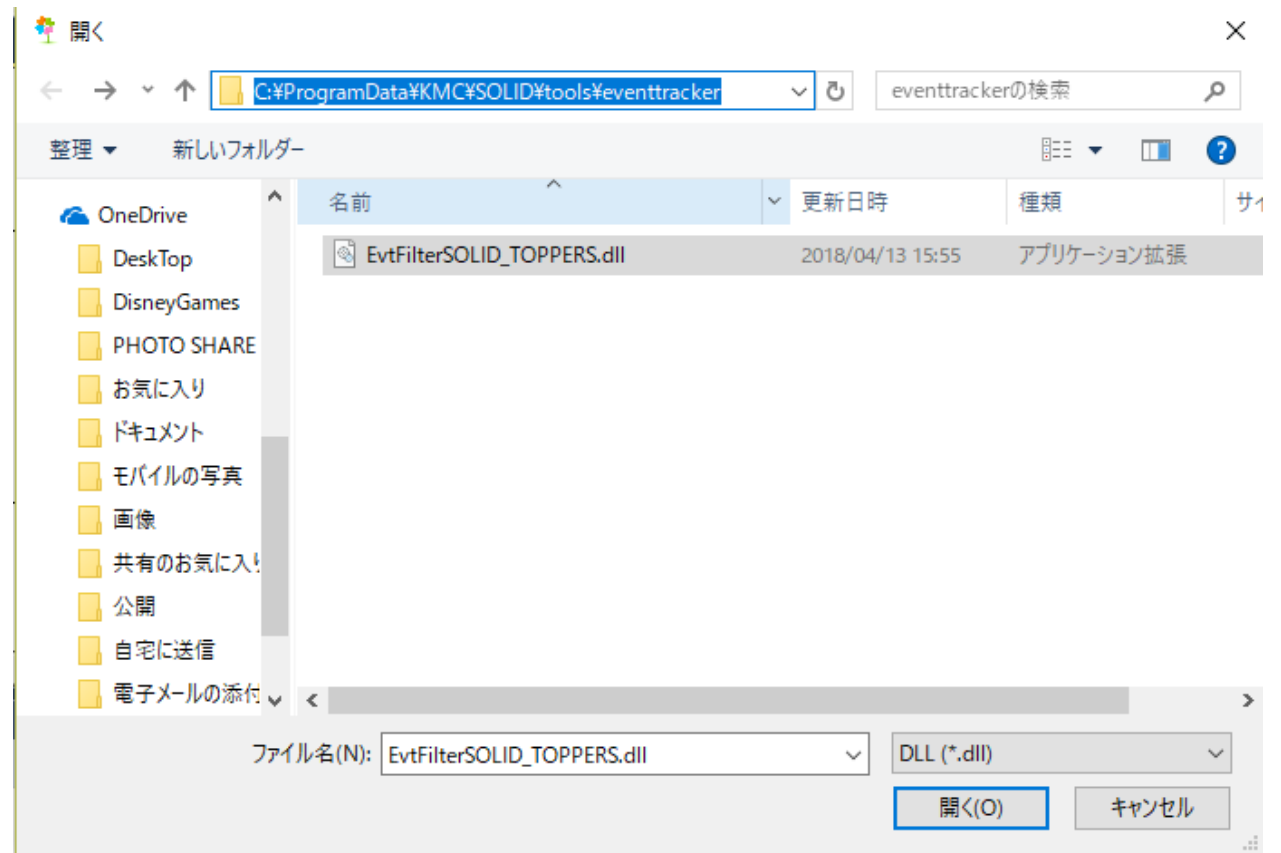 開く
C:¥ProgramData¥KMC¥SOLID¥tools¥eventtracker
eventtrackerの検索
整理
新しいフォルダー
名前
更新日時
種類
サイ
EvtFilterSOLID_TOPPERS.dll
2018/04/13 15:55
アプリケーション拡張
OneDrive
DeskTop
DisneyGames
PHOTO SHARE
お気に入り
ドキュメント
モバイルの写真
画像
共有のお気に入り
公開
自宅に送信
電子メールの添付
ファイル名(N):
EvtFilterSOLID_TOPPERS.dll
DLL (*.dll)
開く(O)
キャンセル